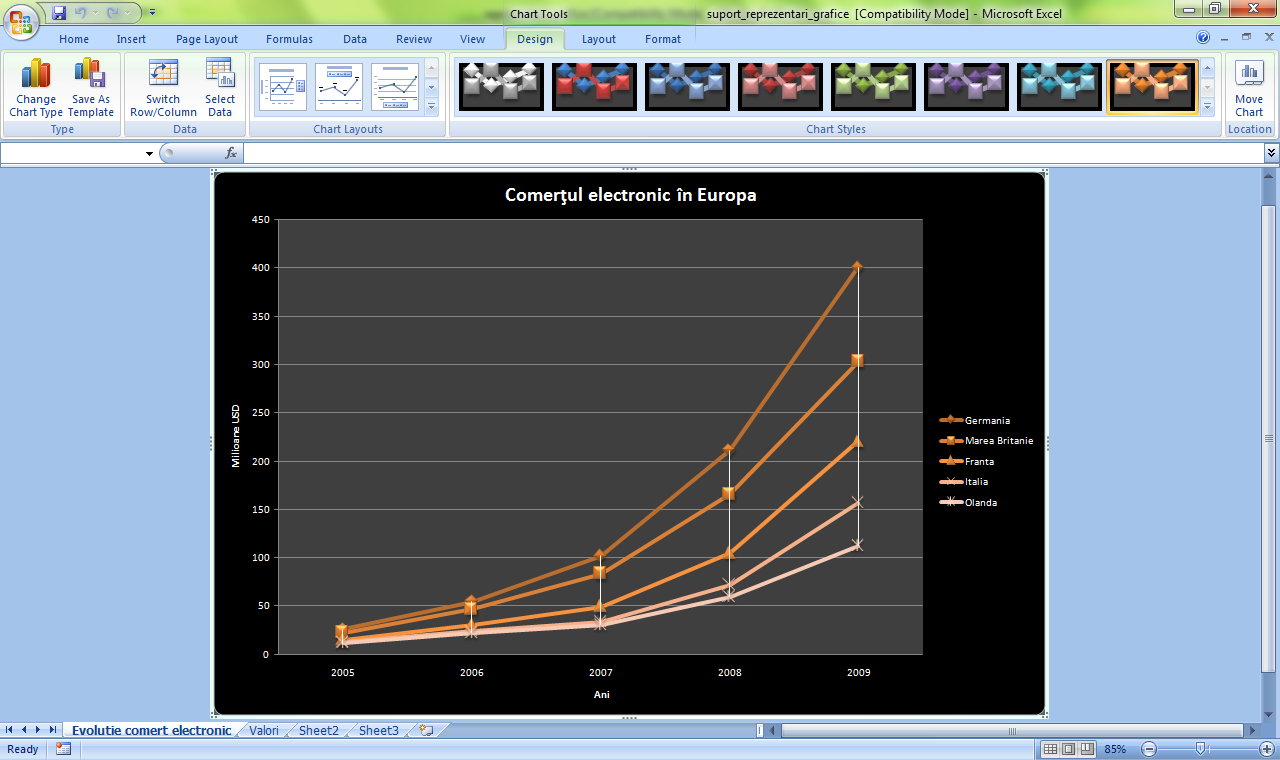 Chart Tools
suport_reprezentari_grafice [Compatibility Mode] - Microsoft Excel
Home Insert Page Layout Formulas Data Review View Design Layout Format
Change Chart Type
Save As Template
Switch Row/Column
Select Data
Move Chart
Type Data Chart Layouts Chart Styles Location
fx
Comerţul electronic în Europa
450
400
350
300
250
200
150
100
50
0
Milioane USD
2005 2006 2007 2008 2009
Ani
Germania
Marea Britanie
Franta
Italia
Olanda
Evolutie comert electronic Valori Sheet2 Sheet3
Ready 85%